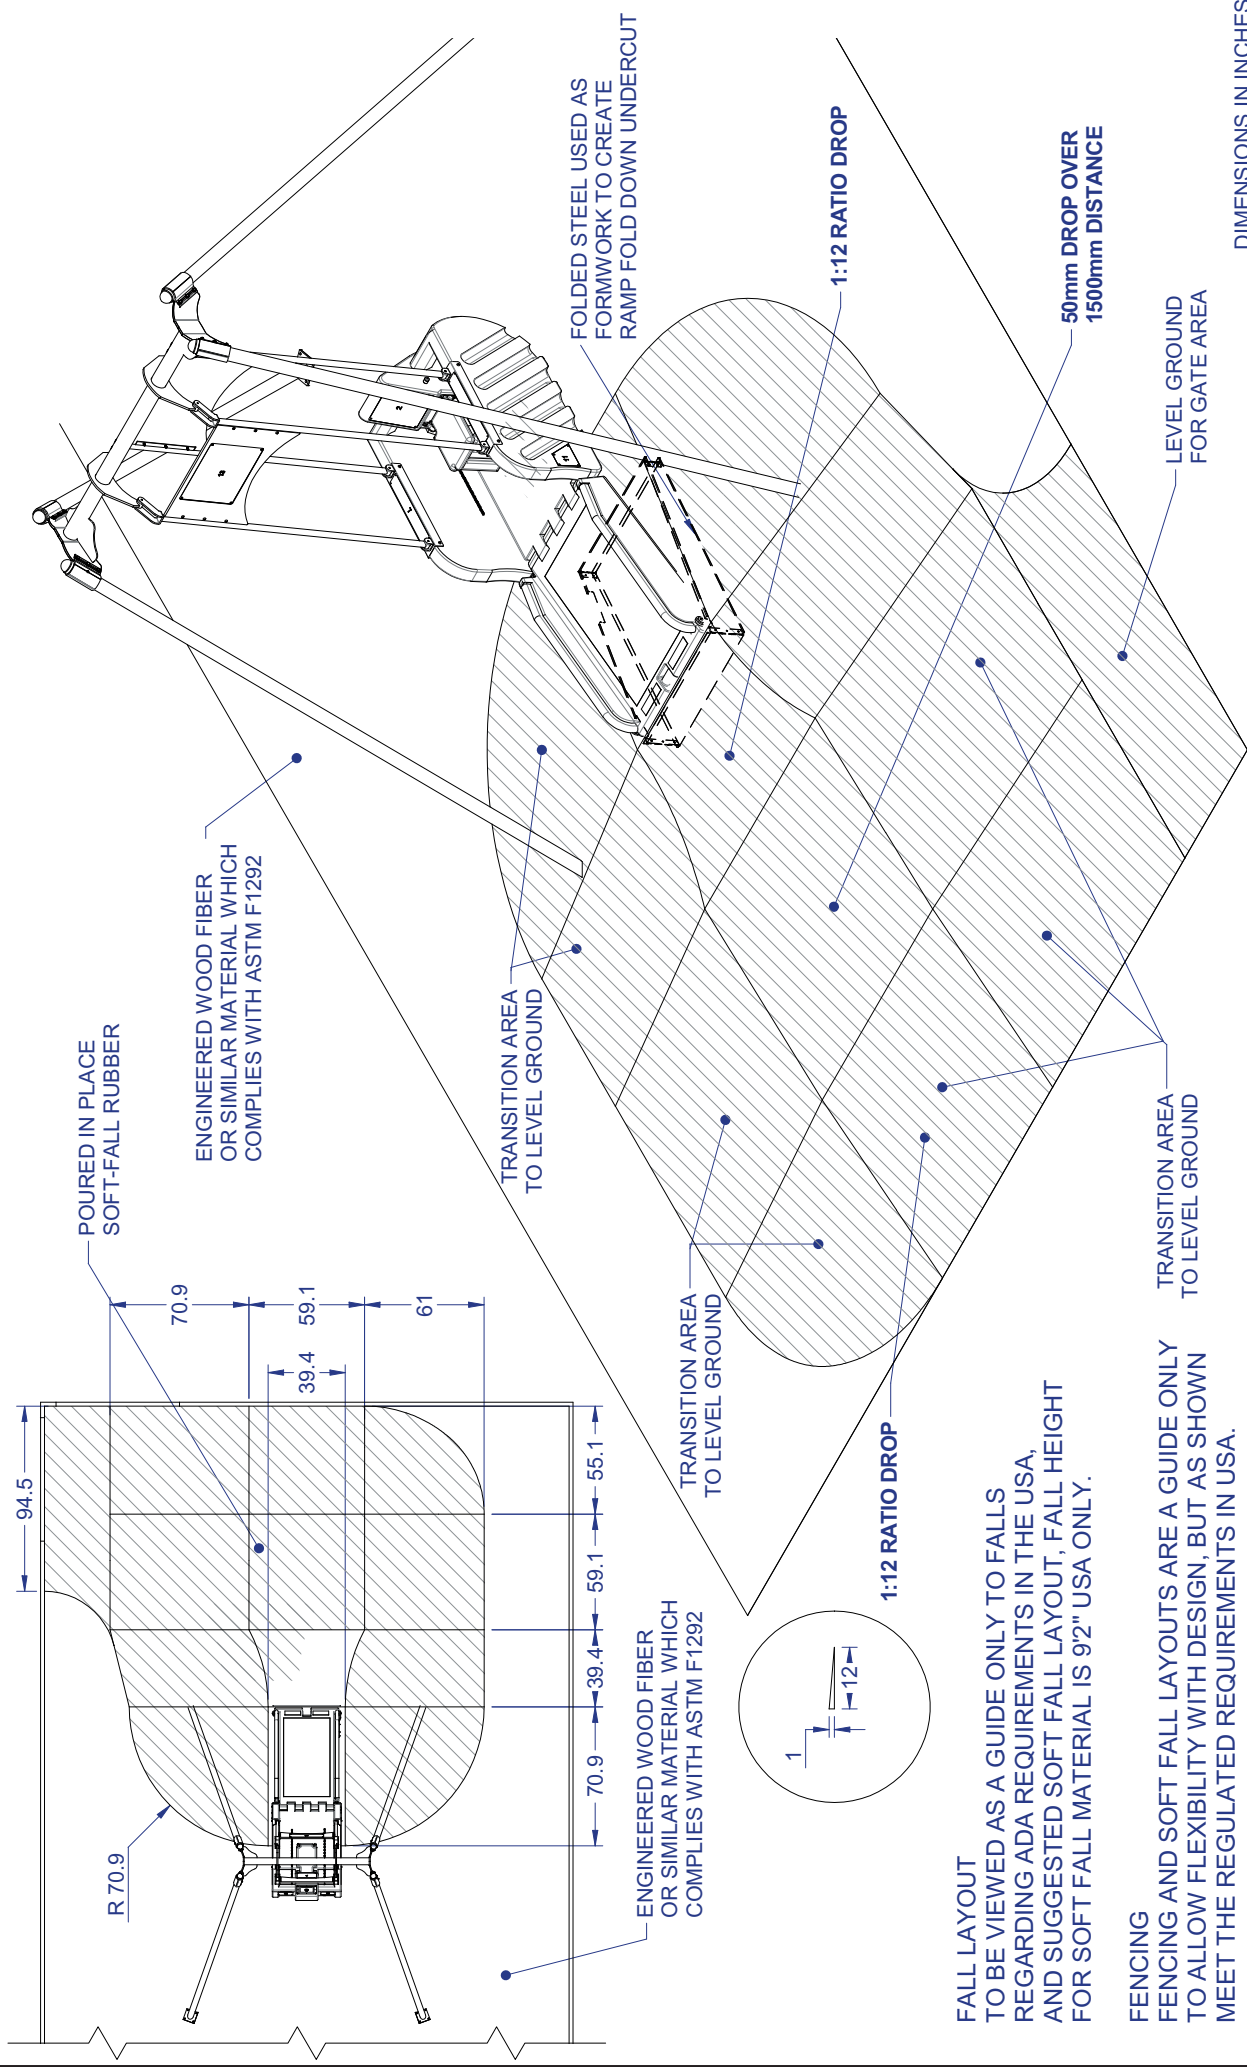 POURED IN PLACE
SOFT-FALL RUBBER
ENGINEERED WOOD FIBER
OR SIMILAR MATERIAL WHICH
COMPLIES WITH ASTM F1292
FOLDED STEEL USED AS
FORMWORK TO CREATE
RAMP FOLD DOWN UNDERCUT
94.5
70.9
59.1
61
39.4
R 70.9
70.9
39.4
59.1
55.1
ENGINEERED WOOD FIBER
OR SIMILAR MATERIAL WHICH
COMPLIES WITH ASTM F1292
TRANSITION AREA
TO LEVEL GROUND
1:12 RATIO DROP
TRANSITION AREA
TO LEVEL GROUND
1
12
50mm DROP OVER
1500mm DISTANCE
1:12 RATIO DROP
LEVEL GROUND
FOR GATE AREA
TRANSITION AREA
TO LEVEL GROUND
FALL LAYOUT
TO BE VIEWED AS A GUIDE ONLY TO FALLS
REGARDING ADA REQUIREMENTS IN THE USA,
AND SUGGESTED SOFT FALL LAYOUT, FALL HEIGHT
FOR SOFT FALL MATERIAL IS 9'2" USA ONLY.
FENCING
FENCING AND SOFT FALL LAYOUTS ARE A GUIDE ONLY
TO ALLOW FLEXIBILITY WITH DESIGN, BUT AS SHOWN
MEET THE REGULATED REQUIREMENTS IN USA.
DIMENSIONS IN INCHES